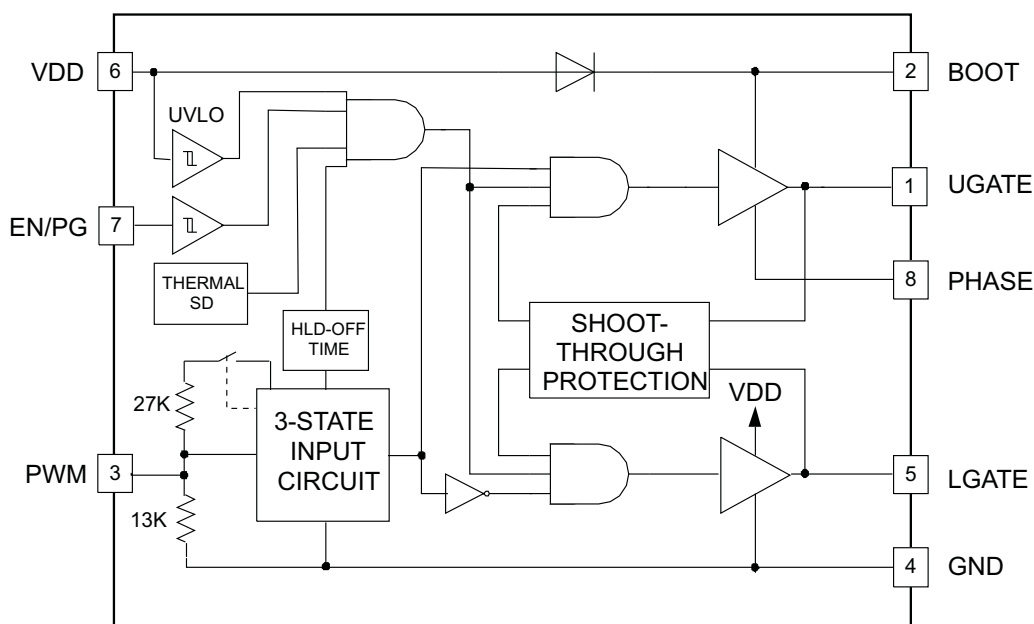 VDD 6
2 BOOT
UVLO
1 UGATE
EN/PG 7
THERMAL
SD
8 PHASE
HLD-OFF
TIME
SHOOT-
THROUGH
PROTECTION
27K
VDD
3-STATE
INPUT
CIRCUIT
PWM 3
5 LGATE
13K
4 GND